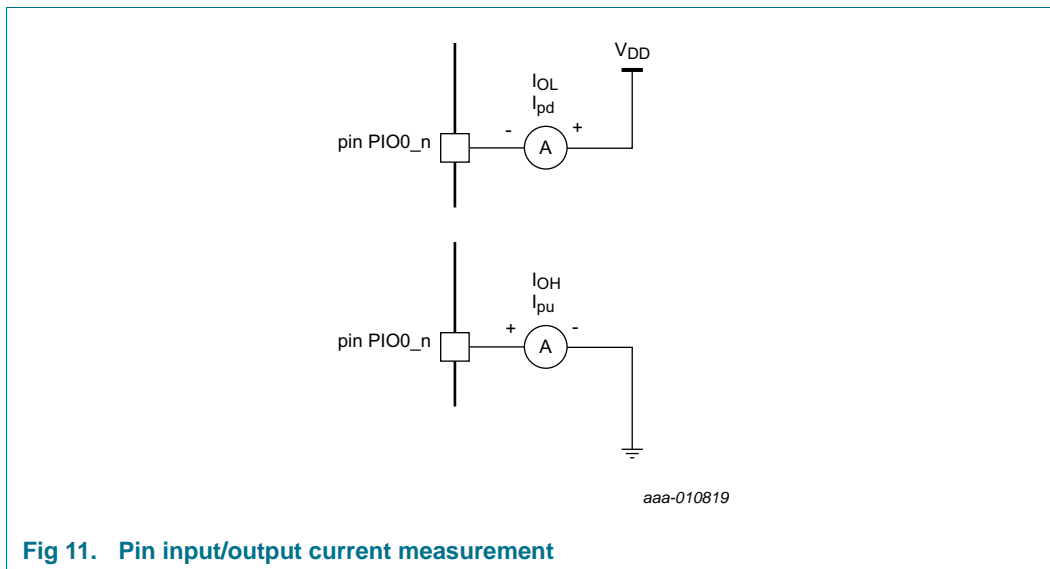 VDD
IOL
Ipd
- +
pin PIO0_n
A
IOH
Ipu
+ -
pin PIO0_n
A
aaa-010819
Fig 11. Pin input/output current measurement